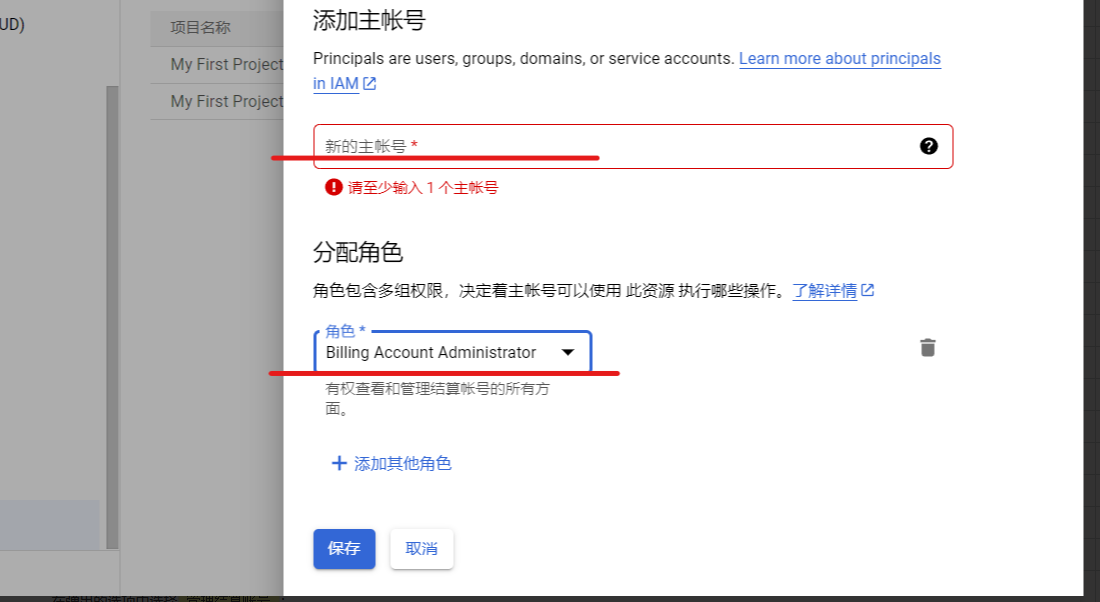 UD)
项目名称
My First Project
My First Project
添加主帐号
Principals are users, groups, domains, or service accounts. Learn more about principals
in IAM
新的主帐号 *
请至少输入 1 个主帐号
分配角色
角色包含多组权限，决定着主帐号可以使用 此资源 执行哪些操作。了解详情
角色 *
Billing Account Administrator
有权查看和管理结算帐号的所有方
面。
添加其他角色
保存 取消